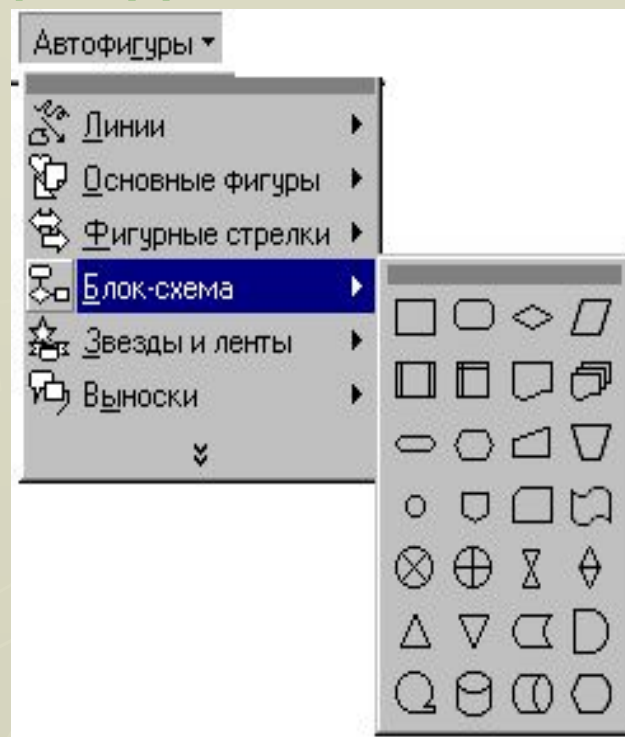 Автофигуры
Линии
Основные фигуры
Фигурные стрелки
Блок-схема
Звезды и ленты
Выноски